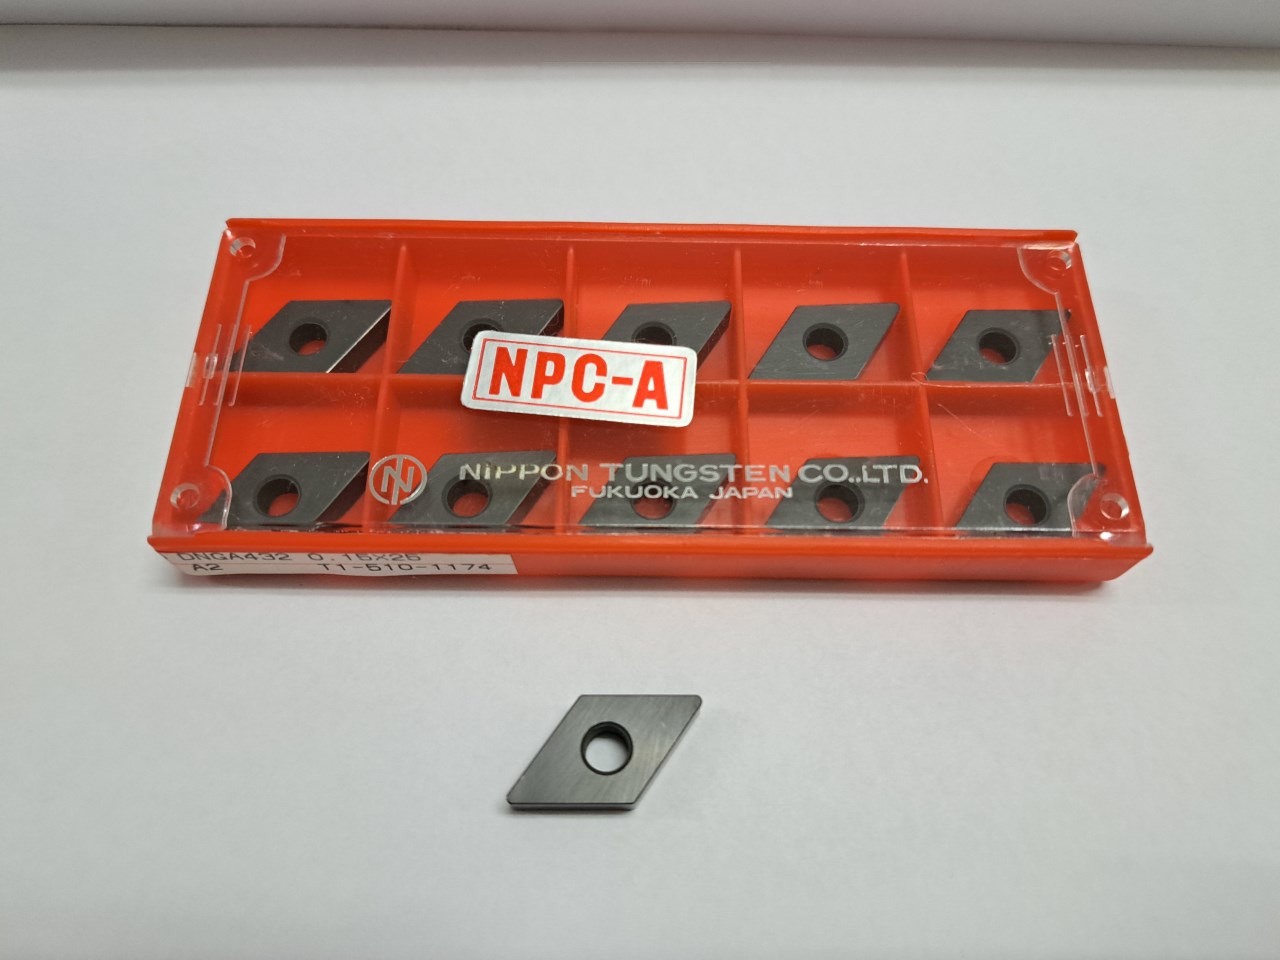 NPC-A
NIPPON TUNGSTEN CO.,LTD.
FUKUOKA JAPAN
DNGA432 0.15X25
A2 T1-510-1174